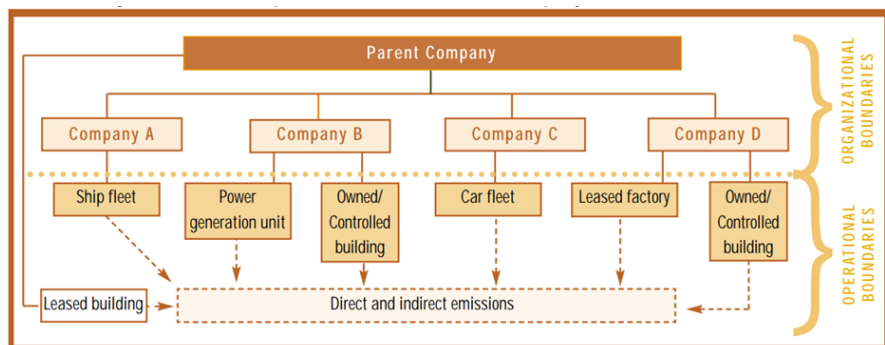 Parent Company
Company A
Company B
Company C
Company D
ORGANIZATIONAL
BOUNDARIES
Ship fleet
Power
generation unit
Owned/
Controlled
building
Car fleet
Leased factory
Owned/
Controlled
building
Leased building
Direct and indirect emissions
OPERATIONAL
BOUNDARIES